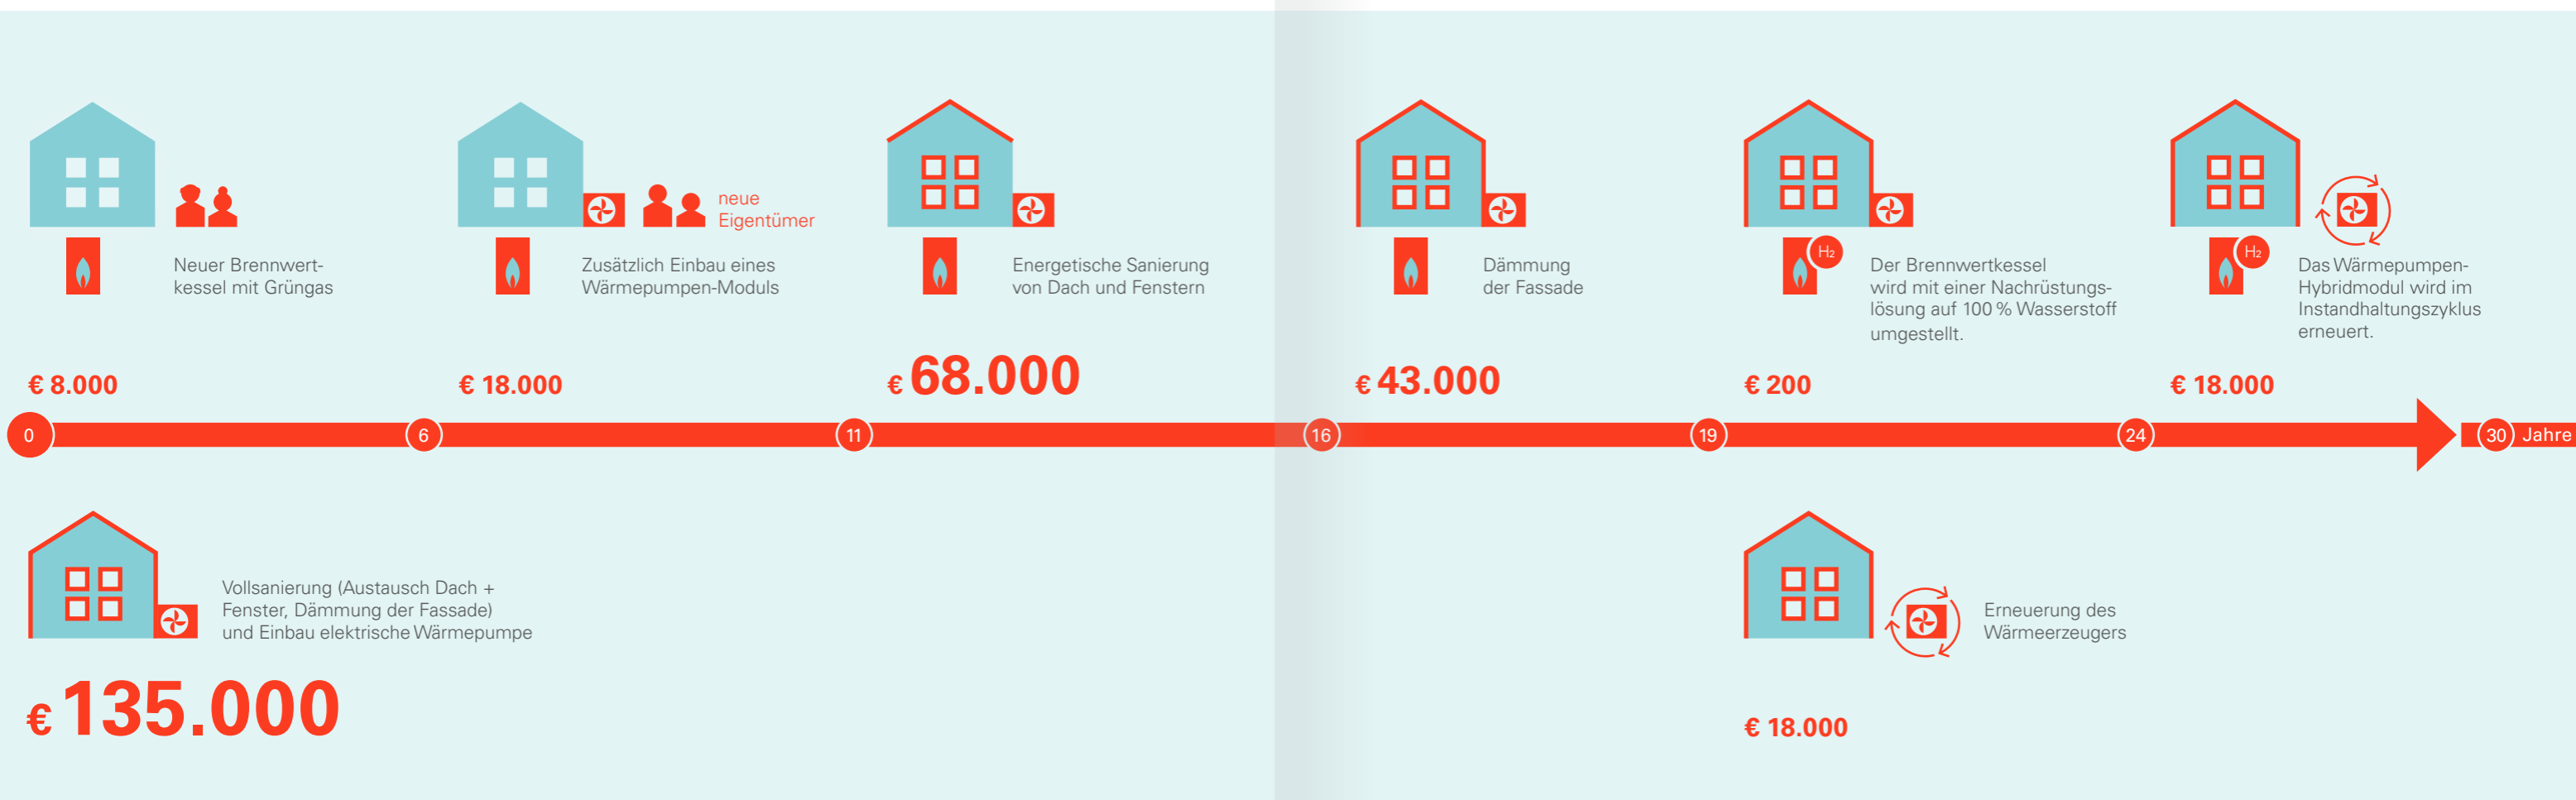 neue
Eigentümer
Neuer Brennwert-
kessel mit Grüngas
€ 8.000
Zusätzlich Einbau eines
Wärmepumpen-Moduls
€ 18.000
Energetische Sanierung
von Dach und Fenstern
€ 68.000
Dämmung
der Fassade
€ 43.000
H₂
Der Brennwertkessel
wird mit einer Nachrüstungs-
lösung auf 100 % Wasserstoff
umgestellt.
€ 200
H₂
Das Wärmepumpen-
Hybridmodul wird im
Instandhaltungszyklus
erneuert.
€ 18.000
0 6 11 16 19 24 30 Jahre
Vollsanierung (Austausch Dach +
Fenster, Dämmung der Fassade)
und Einbau elektrische Wärmepumpe
€ 135.000
Erneuerung des
Wärmeerzeugers
€ 18.000